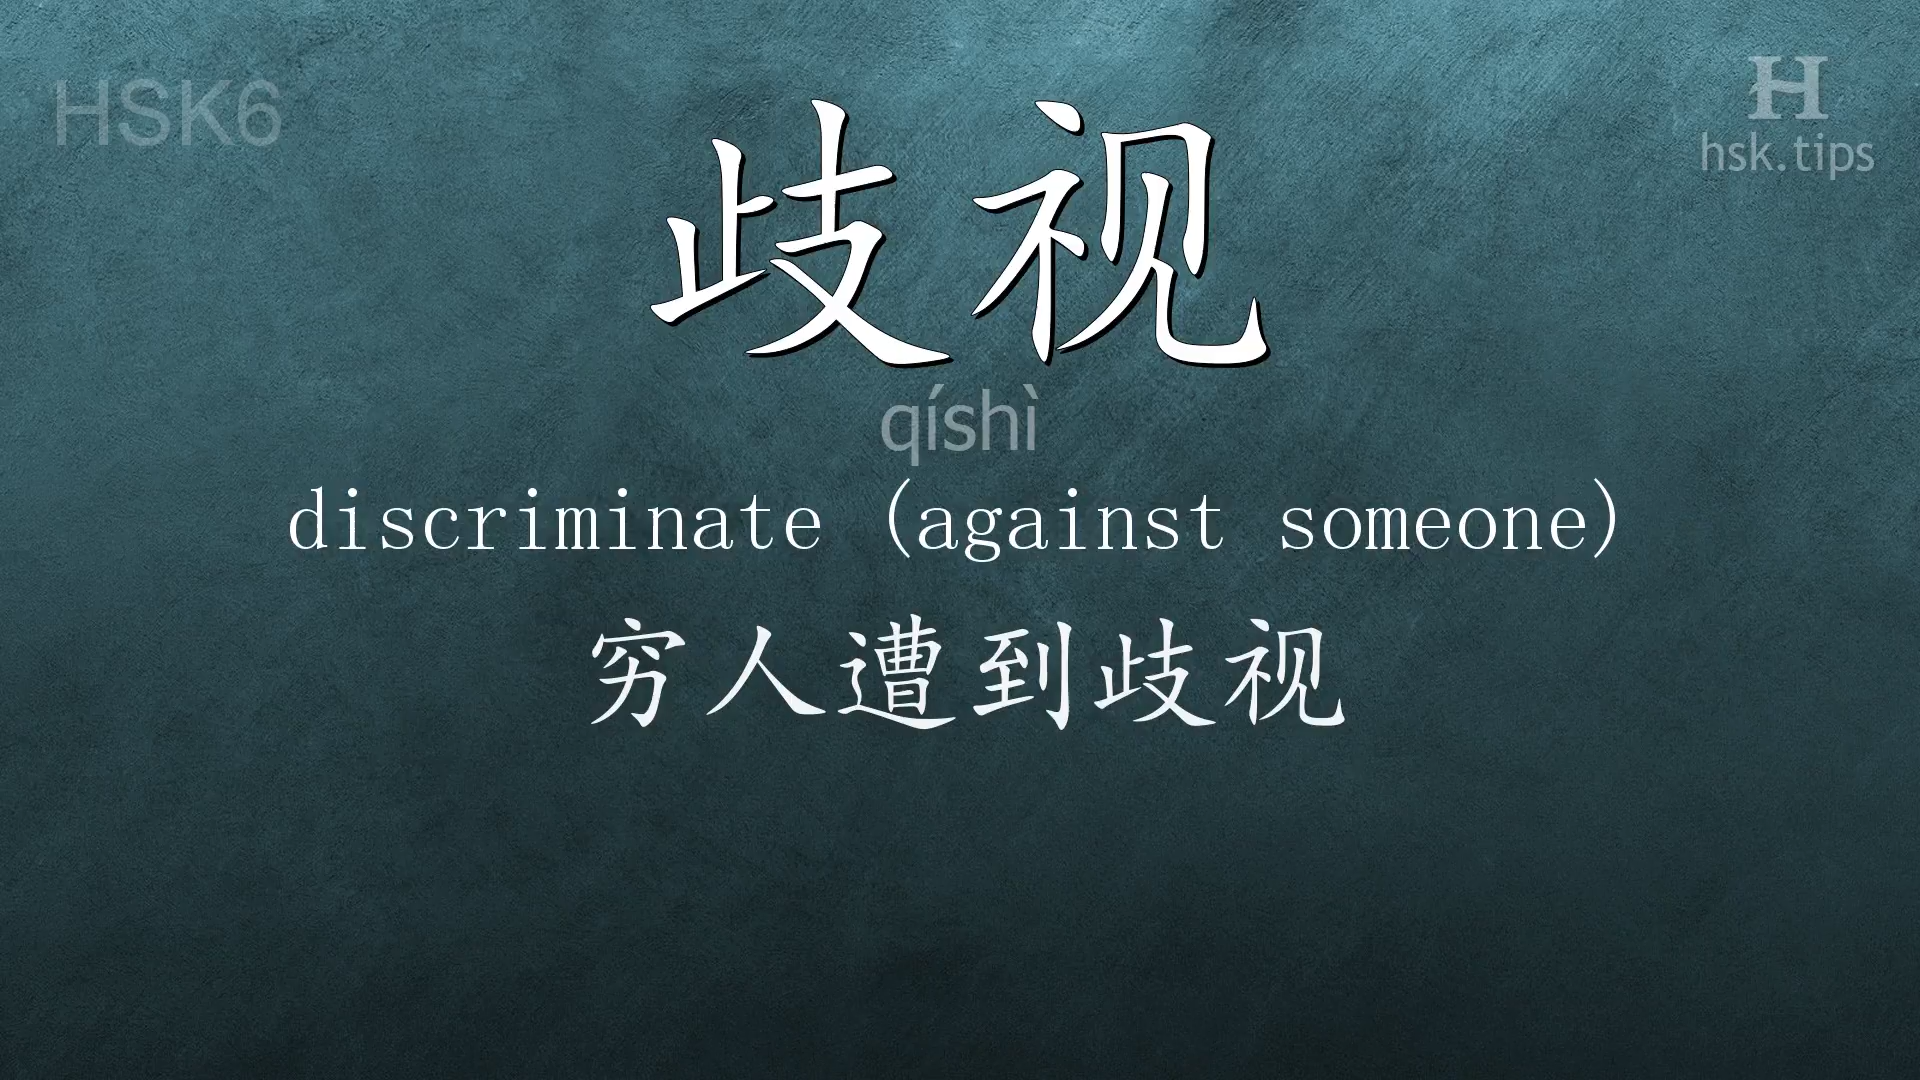 HSK6
H
hsk.tips
歧视
qíshì
discriminate (against someone)
穷人遭到歧视